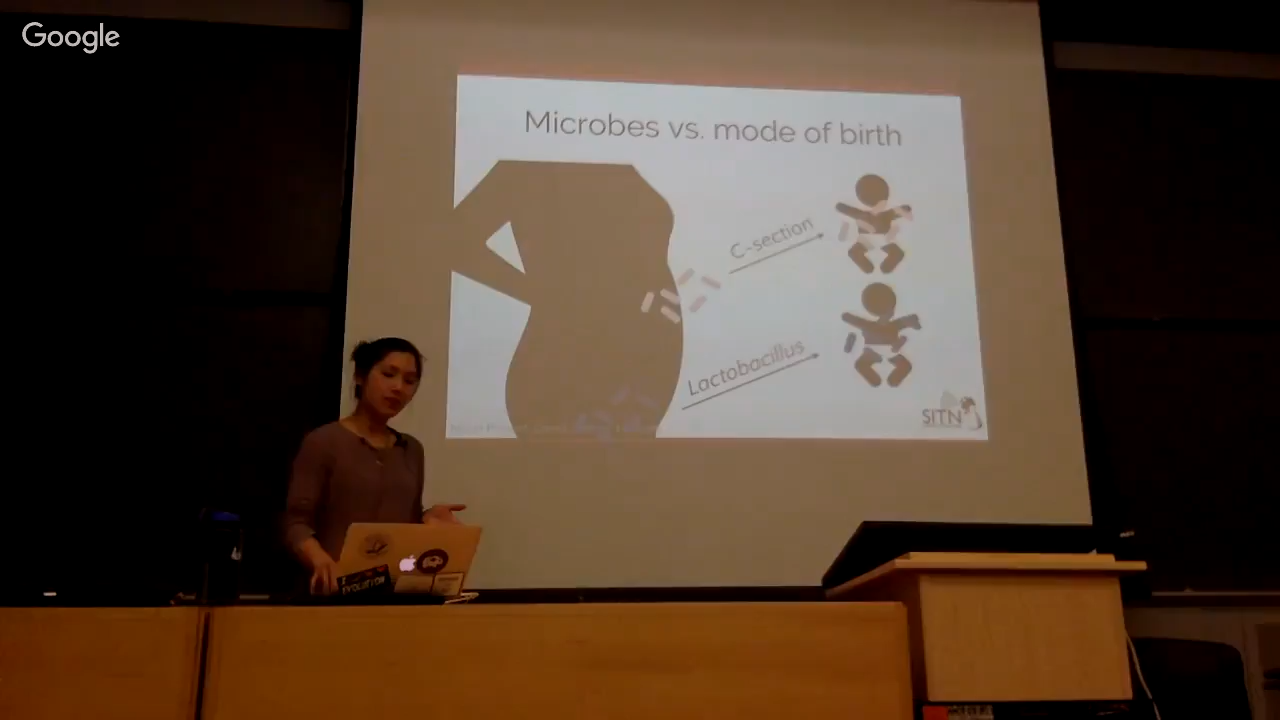 Google
Microbes vs. mode of birth
C-section
Lactobacillus
SITN
EVOLUTION